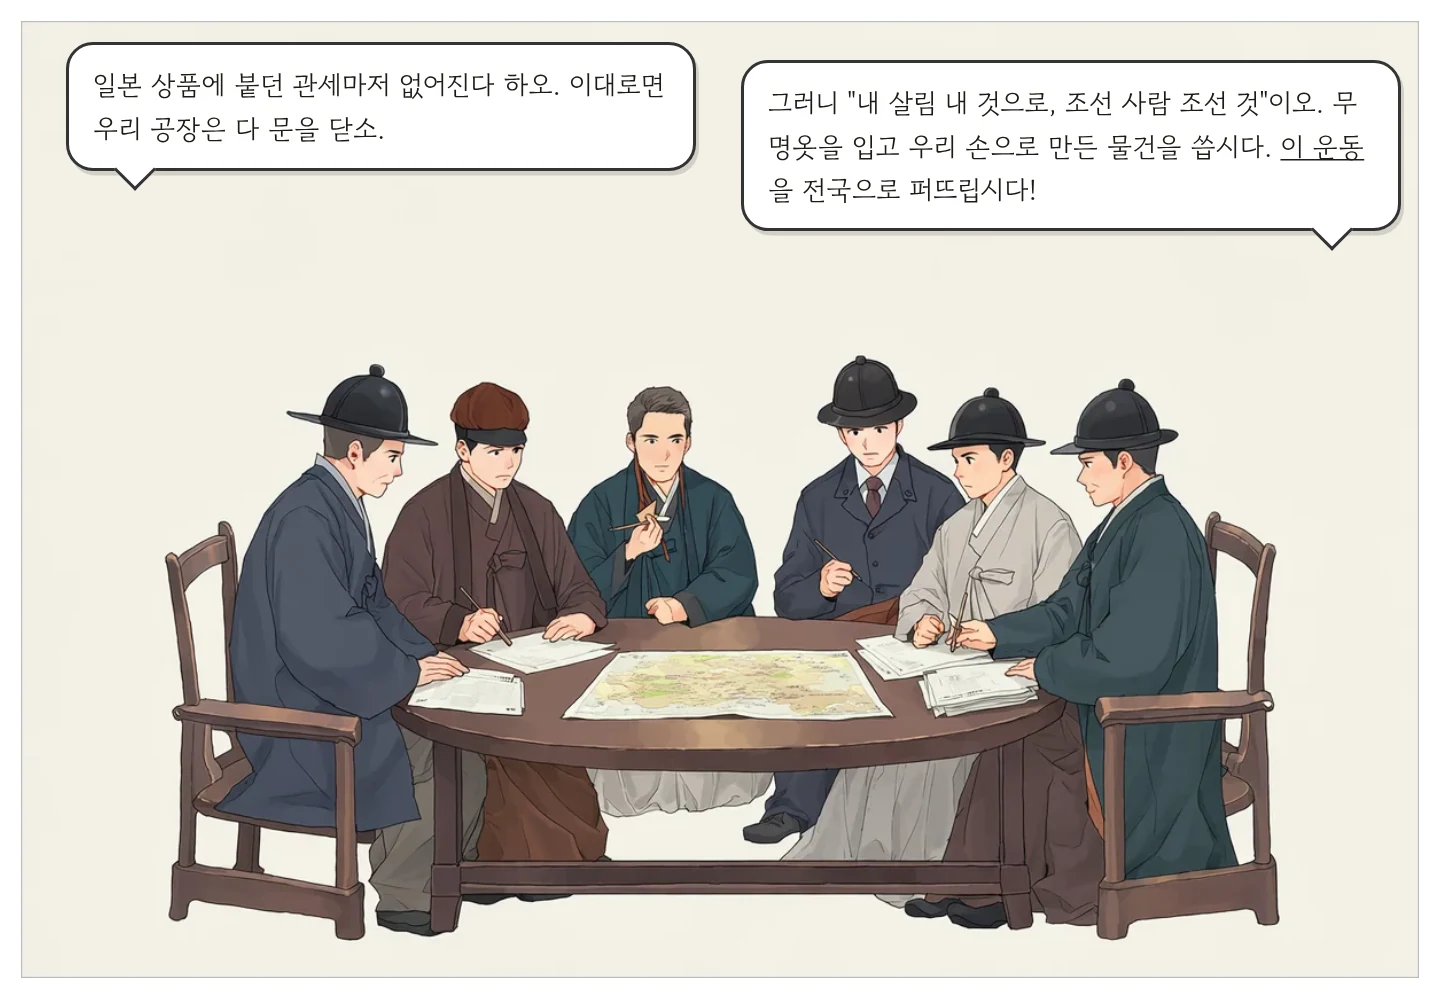 일본 상품에 붙던 관세마저 없어진다 하오. 이대로면
우리 공장은 다 문을 닫소.
그러니 "내 살림 내 것으로, 조선 사람 조선 것"이오. 무
명옷을 입고 우리 손으로 만든 물건을 씁시다. 이 운동
을 전국으로 퍼뜨립시다!